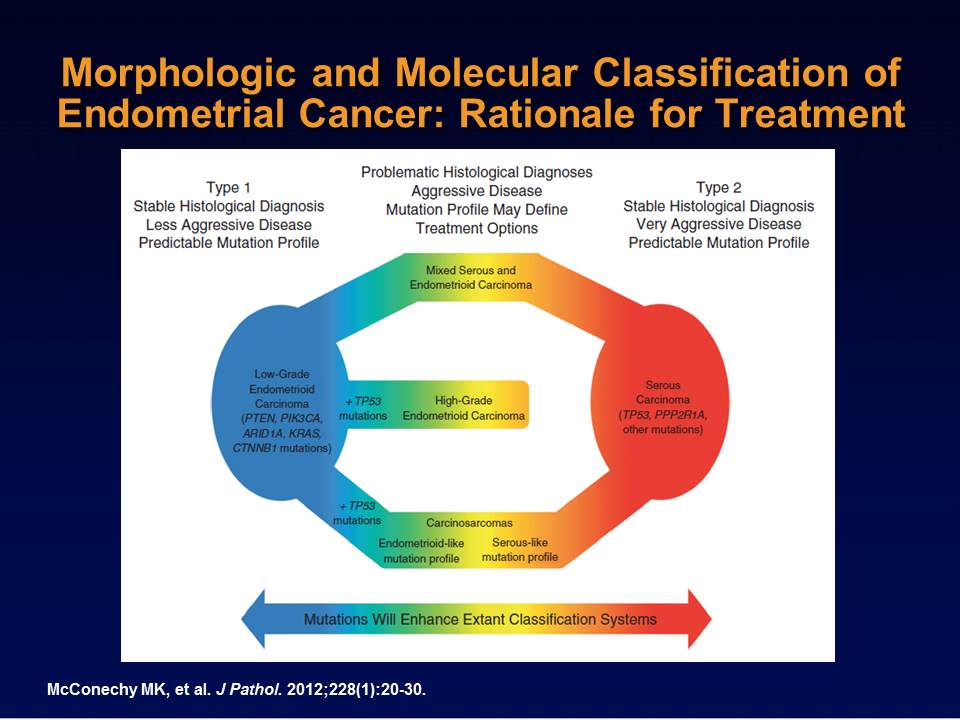 Morphologic and Molecular Classification of
Endometrial Cancer: Rationale for Treatment
Type 1
Stable Histological Diagnosis
Less Aggressive Disease
Predictable Mutation Profile
Problematic Histological Diagnoses
Aggressive Disease
Mutation Profile May Define
Treatment Options
Type 2
Stable Histological Diagnosis
Very Aggressive Disease
Predictable Mutation Profile
Mixed Serous and
Endometrioid Carcinoma
Low-Grade
Endometrioid
Carcinoma
(PTEN, PIK3CA,
ARID1A, KRAS,
CTNNB1 mutations)
+ TP53
mutations
High-Grade
Endometrioid Carcinoma
Serous
Carcinoma
(TP53, PPP2R1A,
other mutations)
+ TP53
mutations
Carcinosarcomas
Endometrioid-like
mutation profile
Serous-like
mutation profile
Mutations Will Enhance Extant Classification Systems
McConechy MK, et al. J Pathol. 2012;228(1):20-30.